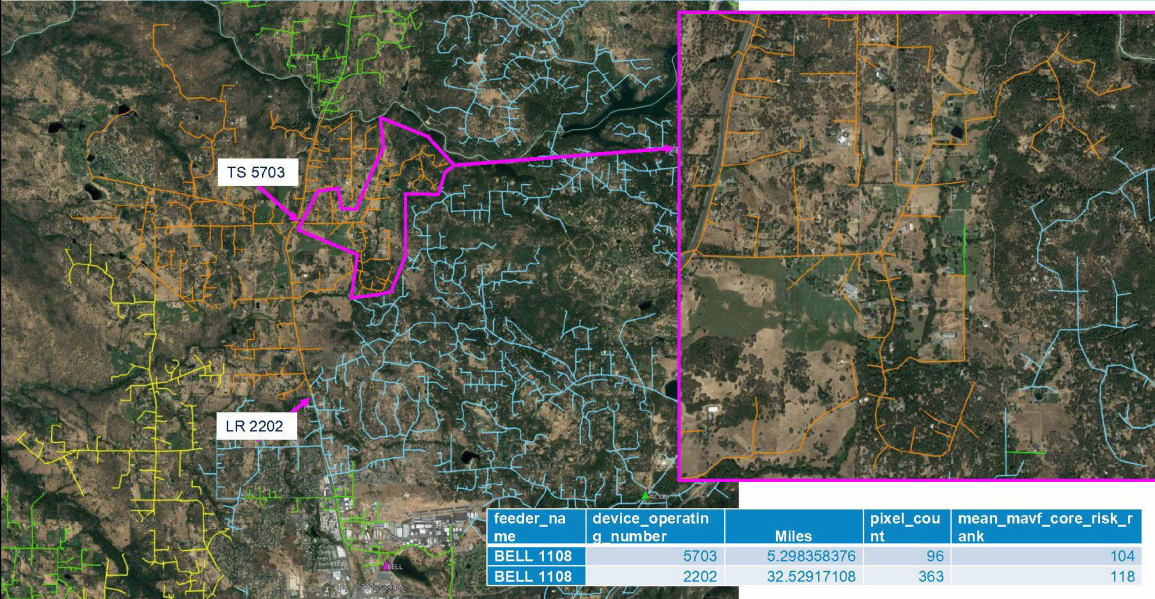 TS 5703
LR 2202
BELL
feeder_na
me
device_operatin
g_number
Miles
pixel_cou
nt
mean_mavf_core_risk_r
ank
BELL 1108 5703 5.298358376 96 104
BELL 1108 2202 32.52917108 363 118